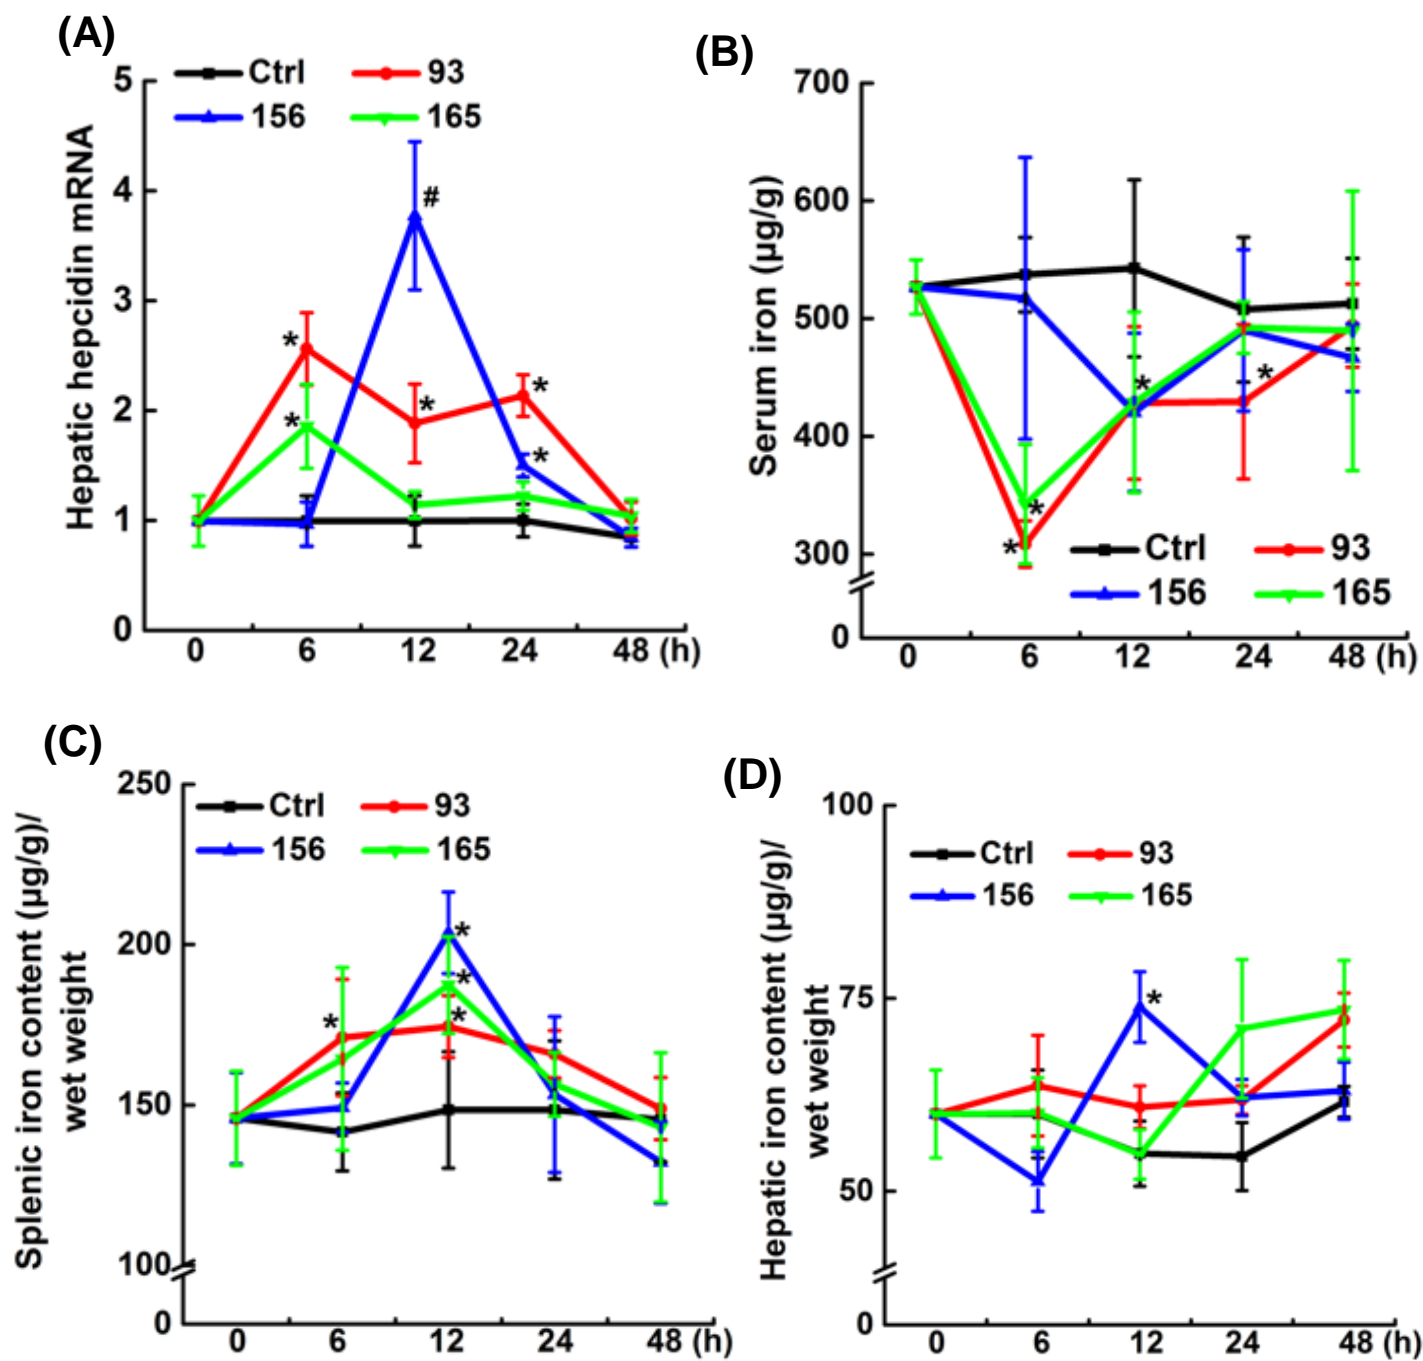 (A)
Ctrl 93
156 165
5
4
3
2
1
0
Hepatic hepcidin mRNA
#
*
*
*
*
*
0 6 12 24 48 (h)
(B)
700
600
500
400
300
0
Serum iron (µg/g)
*
*
*
*
Ctrl 93
156 165
0 6 12 24 48 (h)
(C)
250
200
150
100
0
Splenic iron content (µg/g)/
wet weight
Ctrl 93
156 165
*
*
*
*
0 6 12 24 48 (h)
(D)
100
75
50
0
Hepatic iron content (µg/g)/
wet weight
Ctrl 93
156 165
*
0 6 12 24 48 (h)